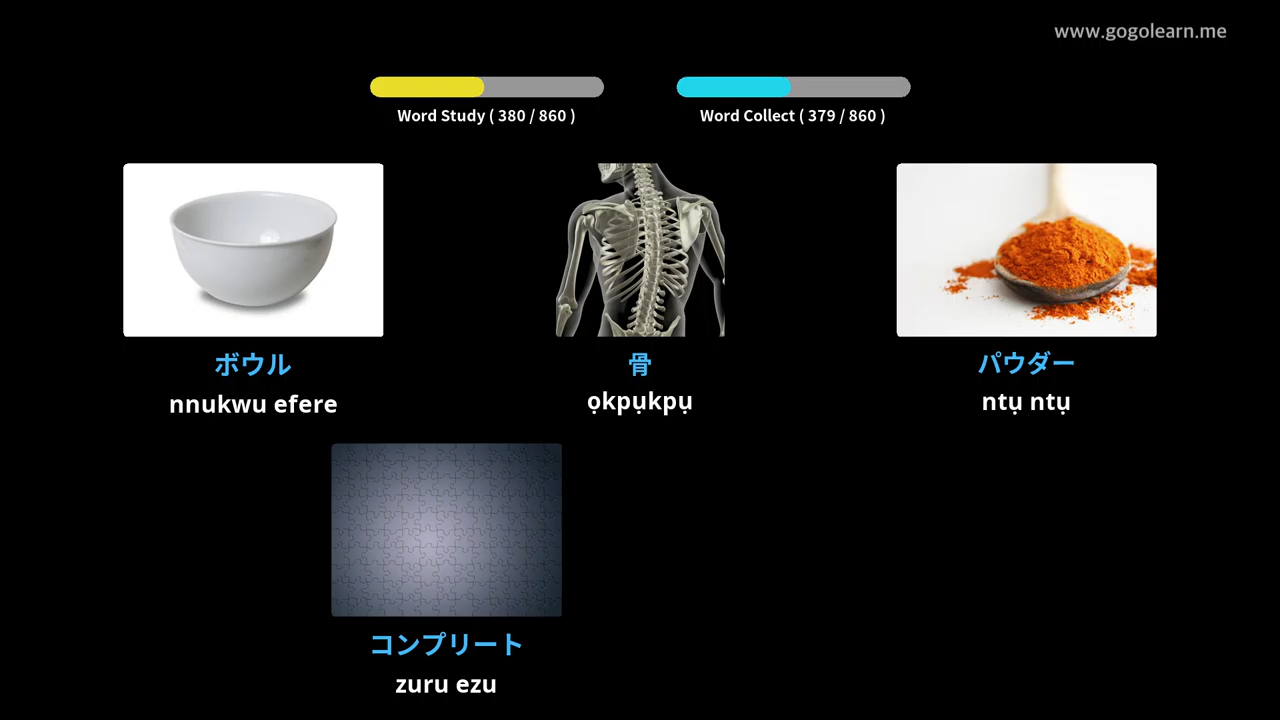 www.gogolearn.me
Word Study ( 380 / 860 )
Word Collect ( 379 / 860 )
ボウル
nnukwu efere
骨
ọkpụkpụ
パウダー
ntụ ntụ
コンプリート
zuru ezu